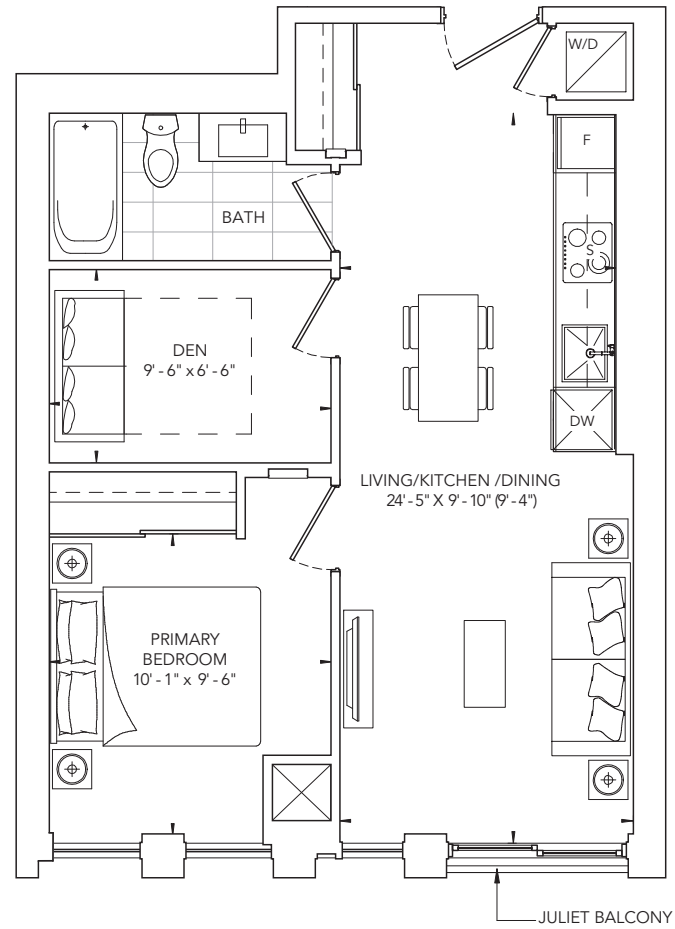 W/D
F
BATH
S
DEN
9'-6" x 6'-6"
DW
LIVING/KITCHEN /DINING
24'-5" X 9'-10" (9'-4")
PRIMARY
BEDROOM
10'-1" x 9'-6"
JULIET BALCONY